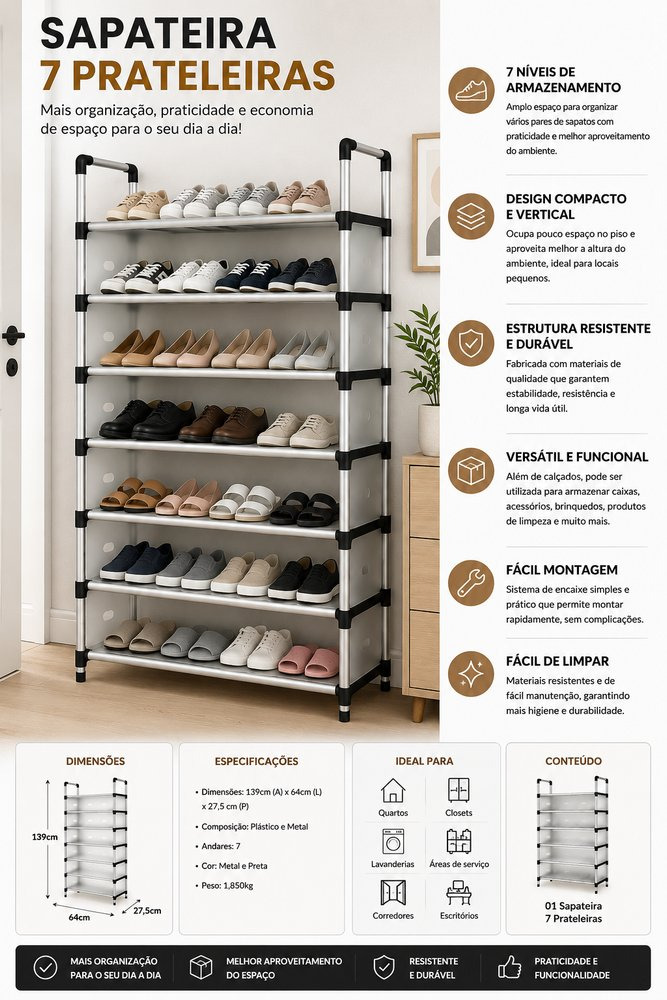 SAPATEIRA
7 PRATELEIRAS
Mais organização, praticidade e economia
de espaço para o seu dia a dia!
7 NÍVEIS DE
ARMAZENAMENTO
Amplo espaço para organizar
vários pares de sapatos com
praticidade e melhor aproveitamento
do ambiente.
DESIGN COMPACTO
E VERTICAL
Ocupa pouco espaço no piso e
aproveita melhor a altura do
ambiente, ideal para locais
pequenos.
ESTRUTURA RESISTENTE
E DURÁVEL
Fabricada com materiais de
qualidade que garantem
estabilidade, resistência e
longa vida útil.
VERSÁTIL E FUNCIONAL
Além de calçados, pode ser
utilizada para armazenar caixas,
acessórios, brinquedos, produtos
de limpeza e muito mais.
FÁCIL MONTAGEM
Sistema de encaixe simples e
prático que permite montar
rapidamente, sem complicações.
FÁCIL DE LIMPAR
Materiais resistentes e de
fácil manutenção, garantindo
mais higiene e durabilidade.
DIMENSÕES
139cm
64cm
27,5cm
ESPECIFICAÇÕES
• Dimensões: 139cm (A) x 64cm (L)
x 27,5 cm (P)
• Composição: Plástico e Metal
• Andares: 7
• Cor: Metal e Preta
• Peso: 1,850kg
IDEAL PARA
Quartos
Closets
Lavanderias
Áreas de serviço
Corredores
Escritórios
CONTEÚDO
01 Sapateira
7 Prateleiras
MAIS ORGANIZAÇÃO
PARA O SEU DIA A DIA
MELHOR APROVEITAMENTO
DO ESPAÇO
RESISTENTE
E DURÁVEL
PRATICIDADE E
FUNCIONALIDADE